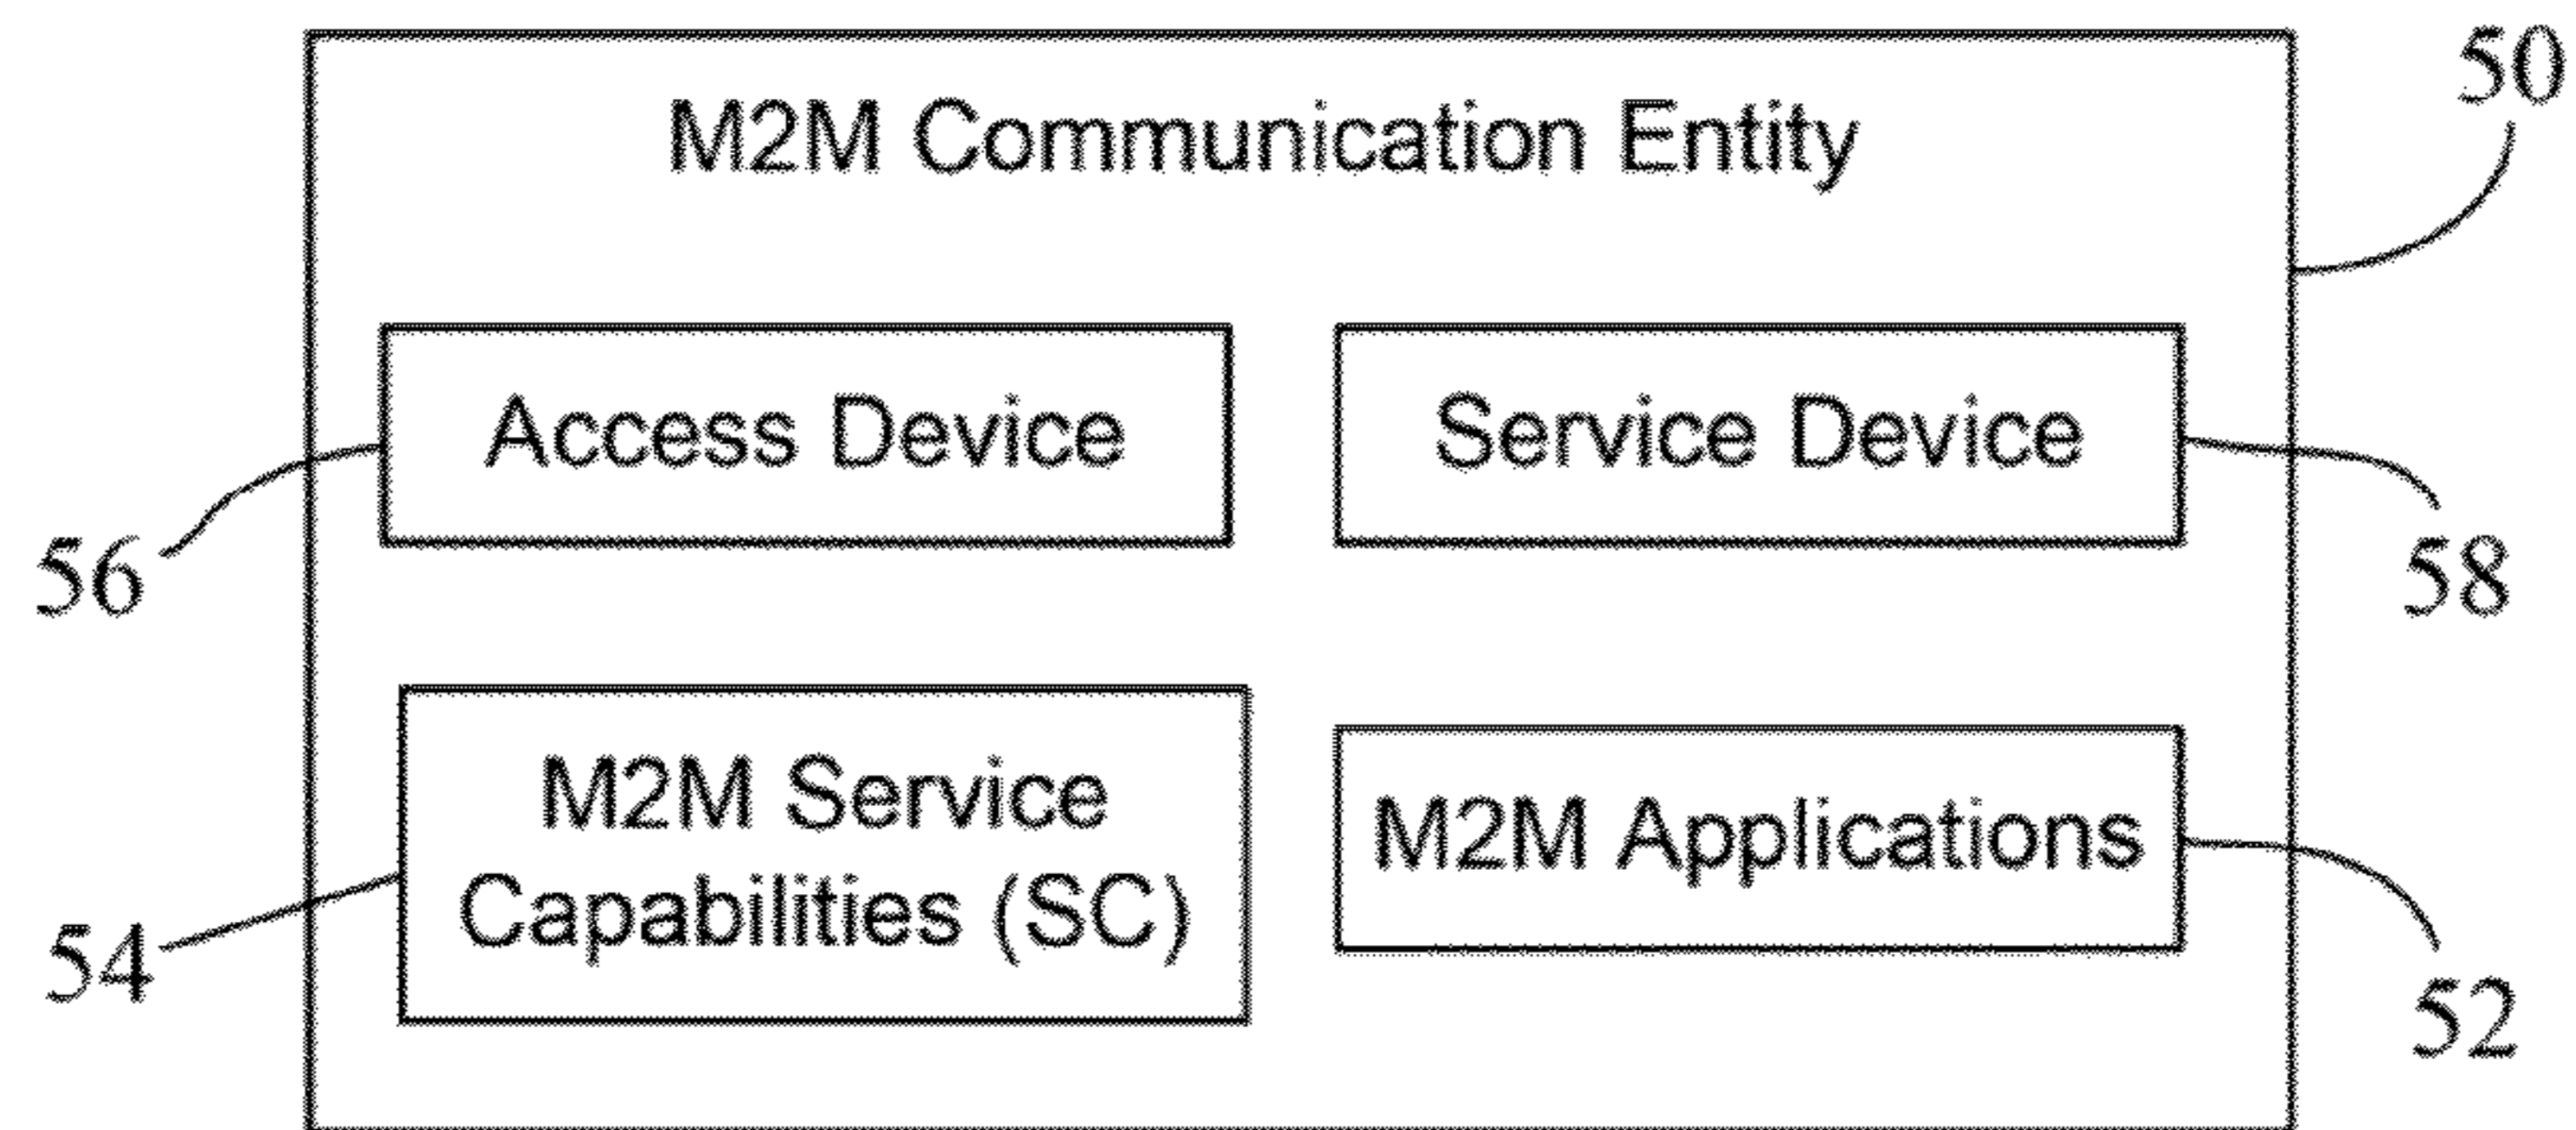 50
M2M Communication Entity
Access Device
Service Device
56
58
M2M Service
Capabilities (SC)
M2M Applications
54
52